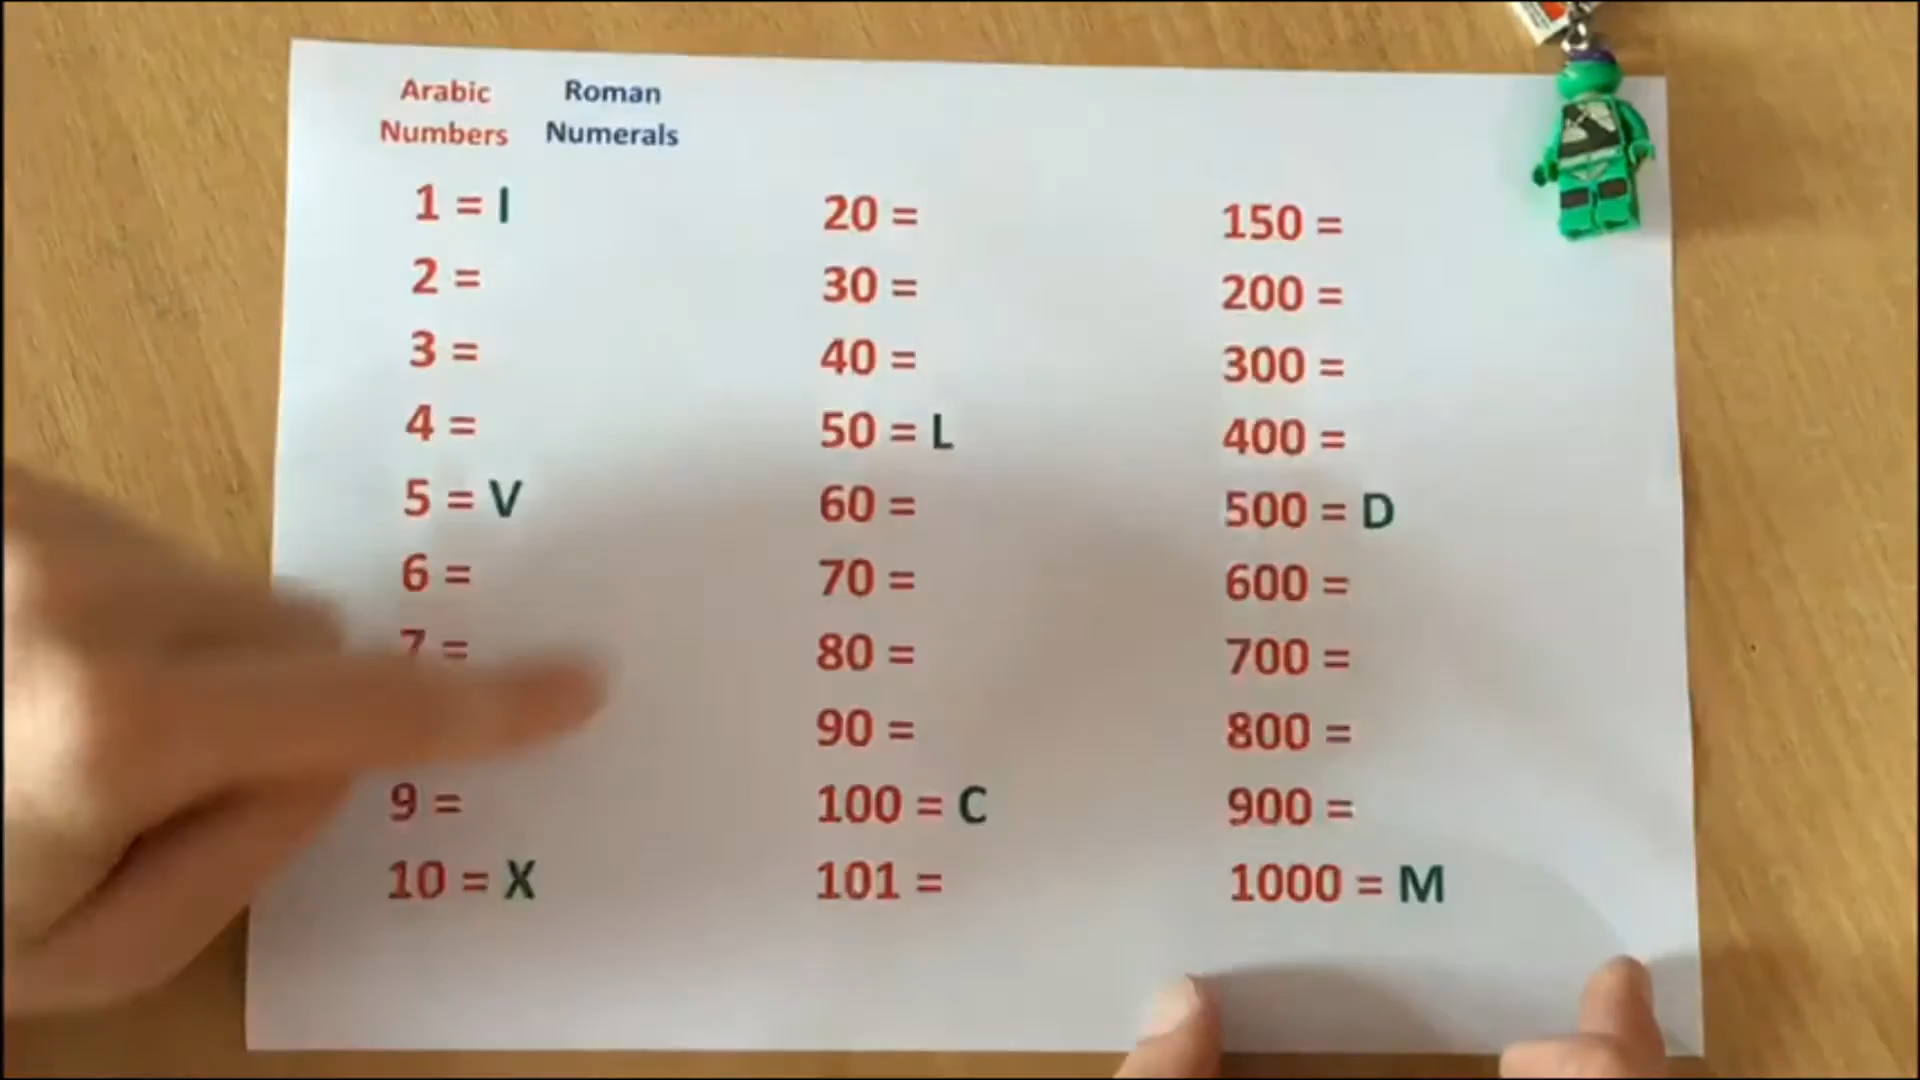 Arabic Numbers
Roman Numerals
1 = I
2 =
3 =
4 =
5 = V
6 =
7 =
9 =
10 = X
20 =
30 =
40 =
50 = L
60 =
70 =
80 =
90 =
100 = C
101 =
150 =
200 =
300 =
400 =
500 = D
600 =
700 =
800 =
900 =
1000 = M